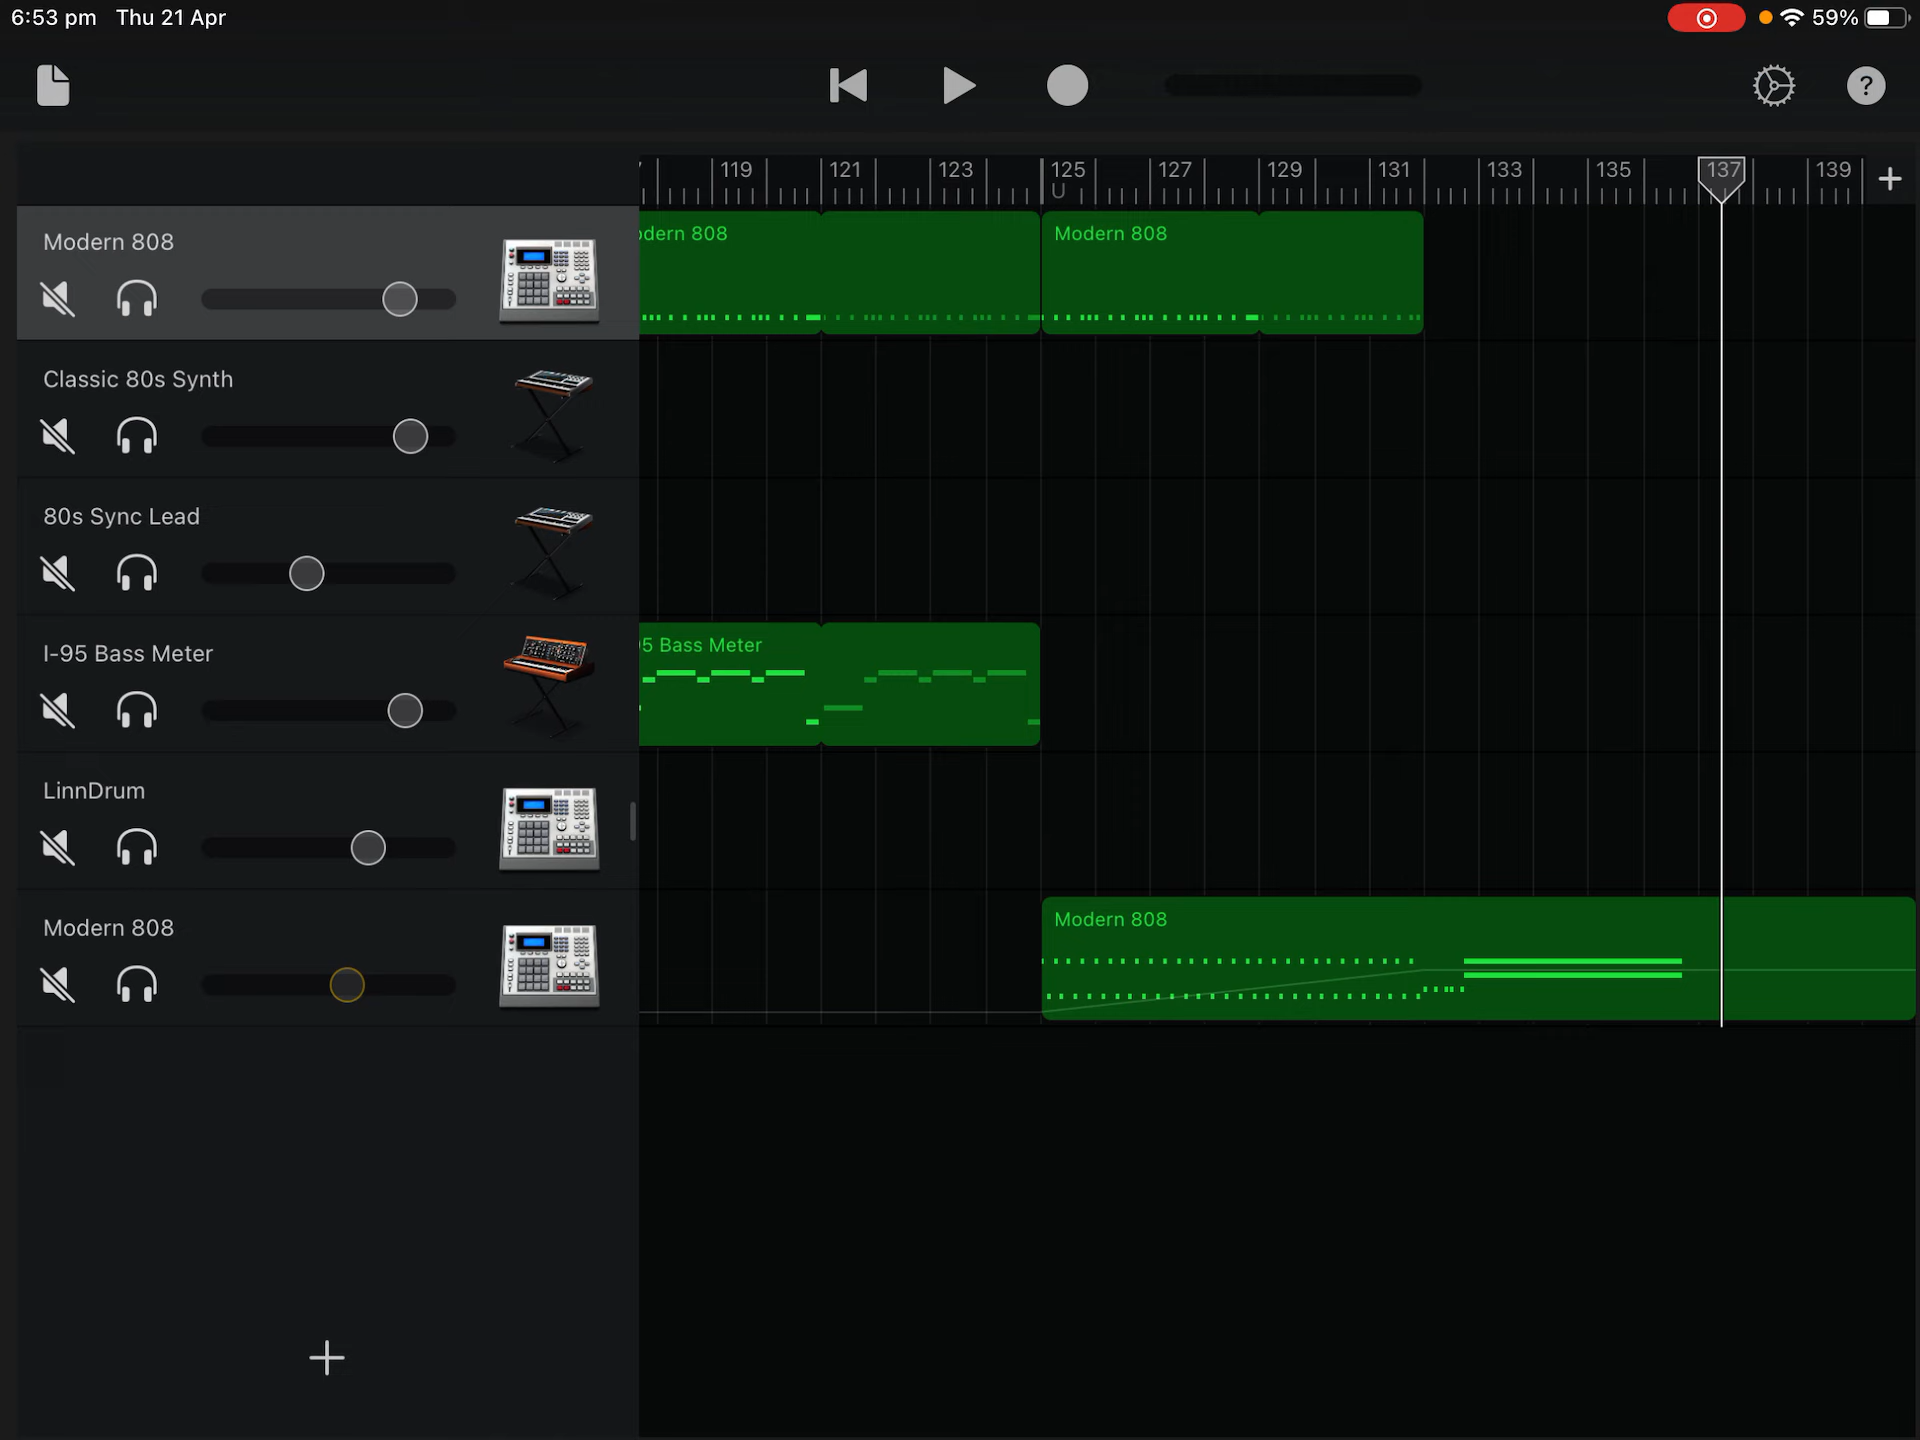 6:53 pm Thu 21 Apr
59%
?
119 121 123 125 127 129 131 133 135 137 139
U
Modern 808
odern 808
Modern 808
Classic 80s Synth
80s Sync Lead
I-95 Bass Meter
95 Bass Meter
LinnDrum
Modern 808
Modern 808